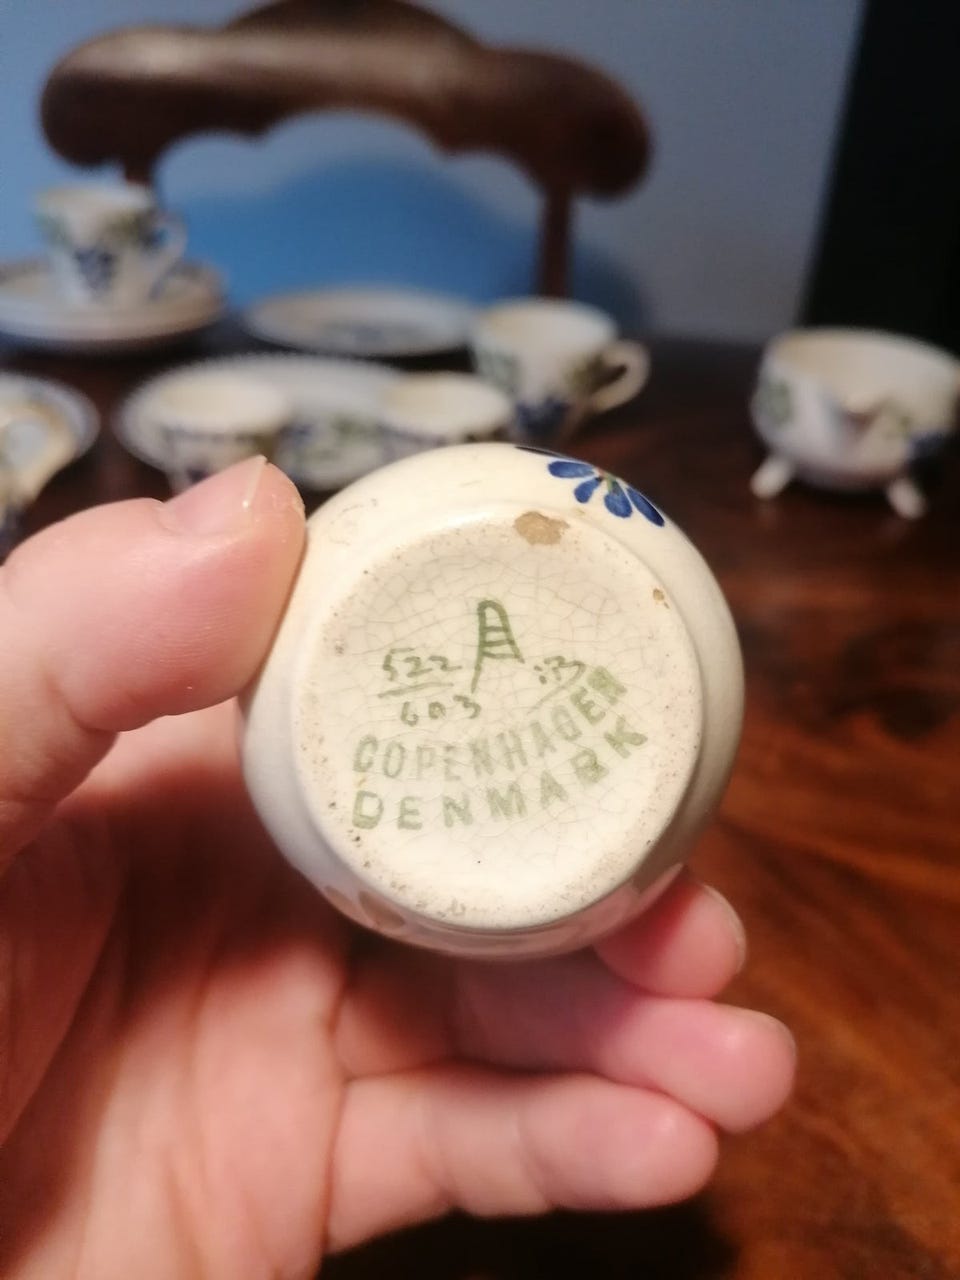 522
603
COPENHAGEN
DENMARK